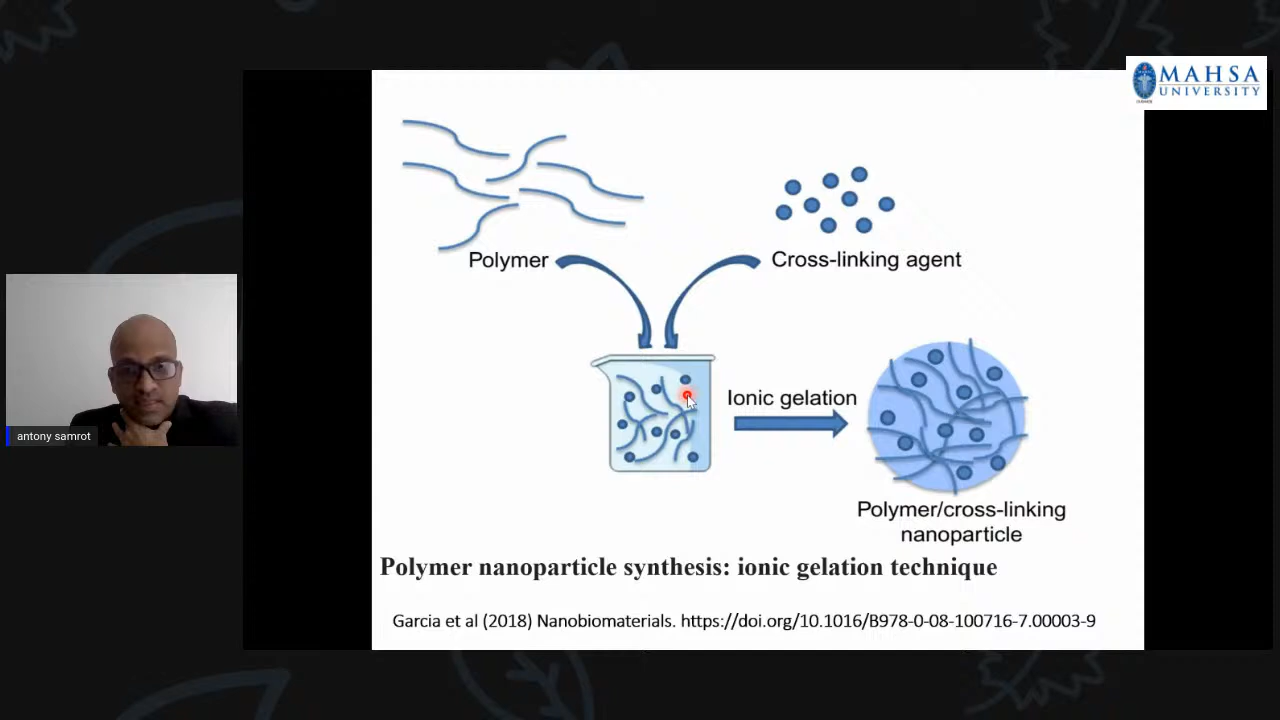 MAHSA
UNIVERSITY
Polymer
Cross-linking agent
Ionic gelation
Polymer/cross-linking
nanoparticle
antony samrot
Polymer nanoparticle synthesis: ionic gelation technique
Garcia et al (2018) Nanobiomaterials. https://doi.org/10.1016/B978-0-08-100716-7.00003-9